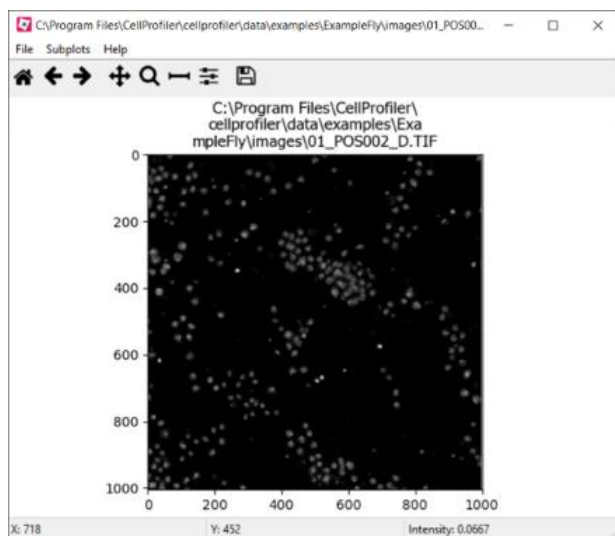 C:\Program Files\CellProfiler\cellprofiler\data\examples\ExampleFly\images\01_POS00...
File Subplots Help
C:\Program Files\CellProfiler\
cellprofiler\data\examples\Exa
mpleFly\images\01_POS002_D.TIF
0
200
400
600
800
1000
0 200 400 600 800 1000
X: 718 Y: 452 Intensity: 0.0667